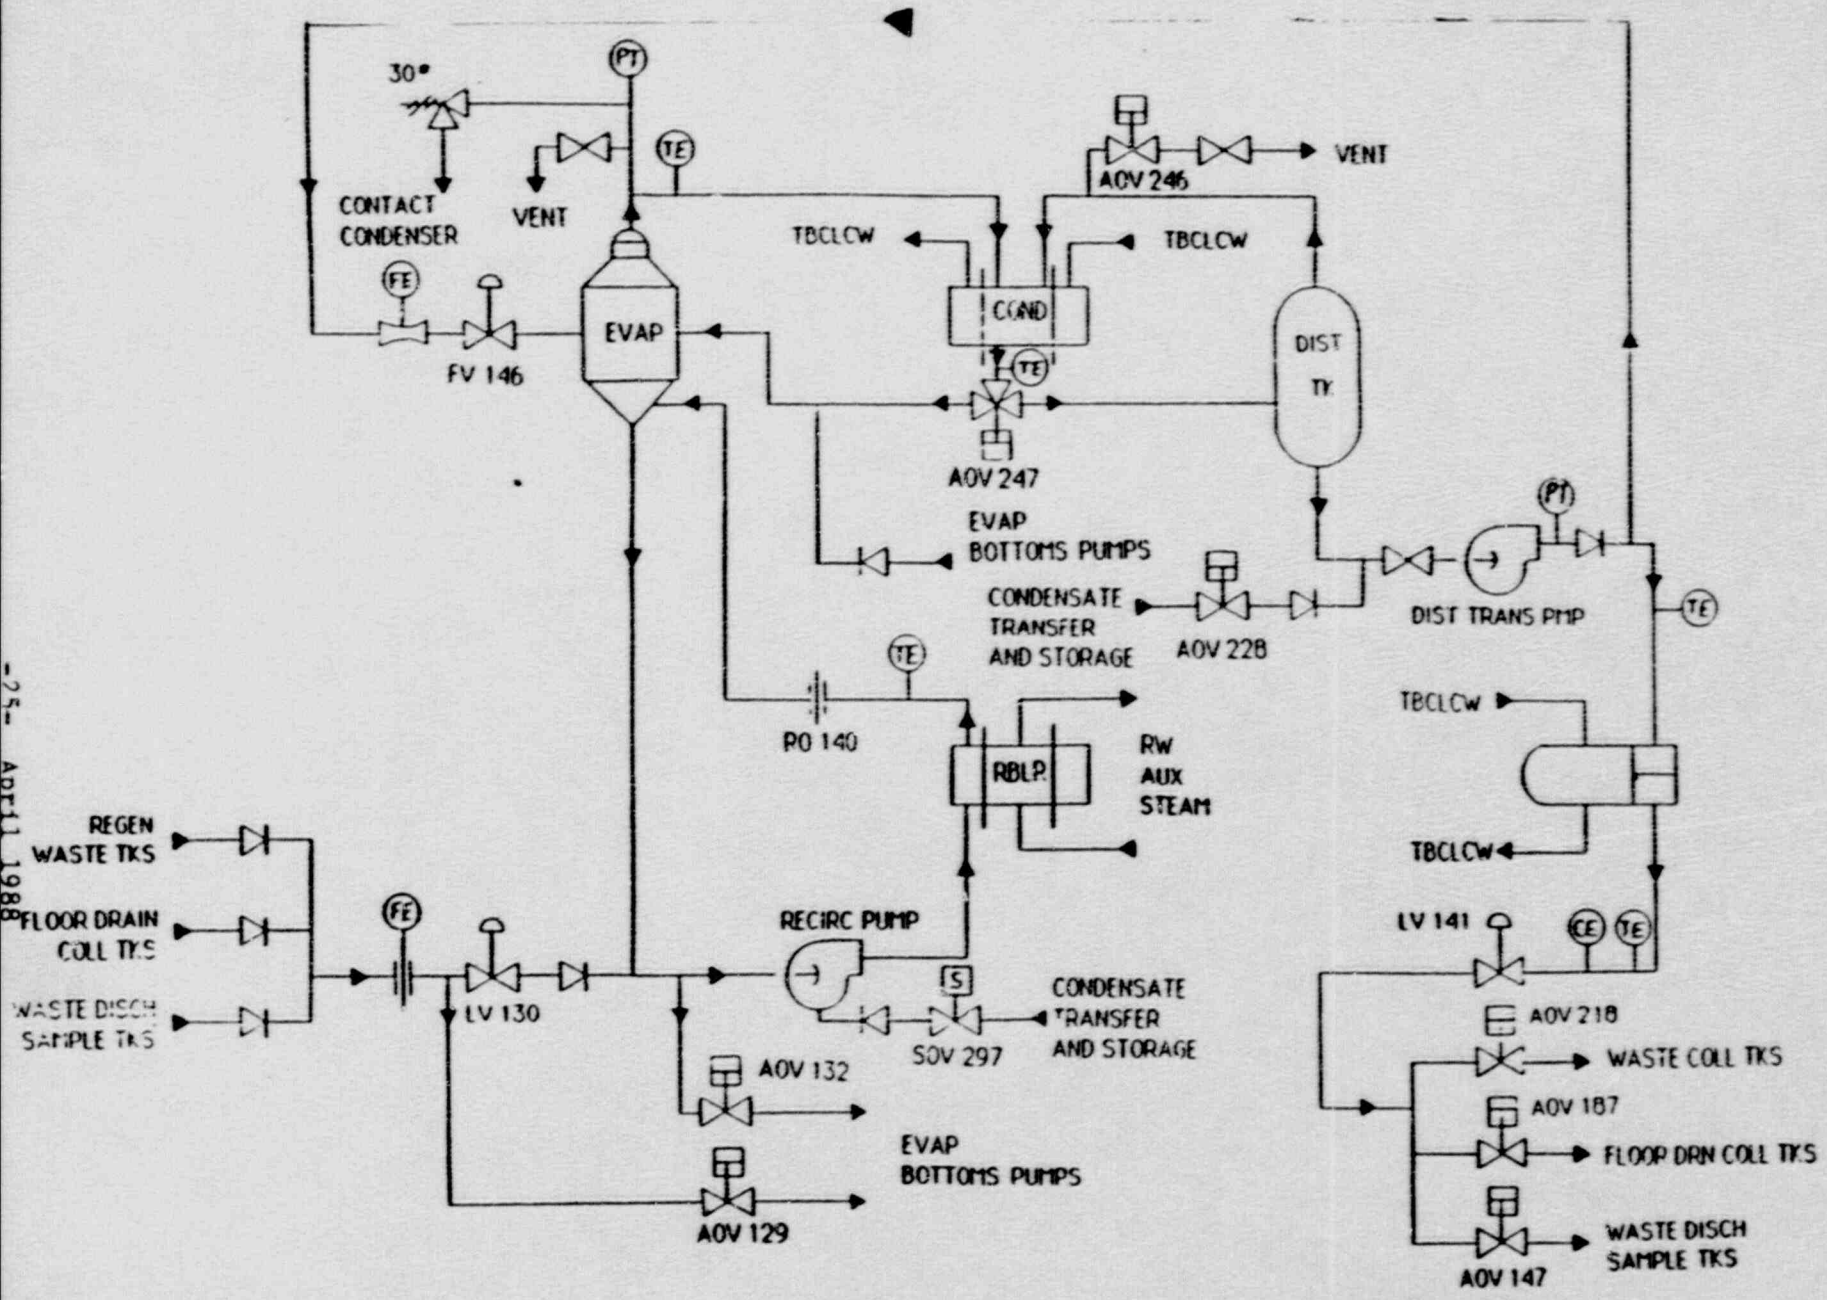 PT
30°
TE
VENT
AOV 246
CONTACT
CONDENSER
VENT
TBCLCW
TBCLCW
FE
COND
EVAP
DIST
TK
TE
FV 146
AOV 247
PT
EVAP
BOTTOMS PUMPS
CONDENSATE
TRANSFER
AND STORAGE
AOV 228
DIST TRANS PMP
TE
TE
TBCLCW
RO 140
RW
AUX
STEAM
RBLR
-25- April 1988
REGEN
WASTE TKS
TBCLCW
FE
FLOOR DRAIN
COLL TKS
RECIRC PUMP
LV 141
CE
TE
S
CONDENSATE
TRANSFER
AND STORAGE
WASTE DISCH
SAMPLE TKS
LV 130
SOV 297
AOV 218
WASTE COLL TKS
AOV 132
AOV 187
EVAP
BOTTOMS PUMPS
FLOOR DRN COLL TKS
AOV 129
WASTE DISCH
SAMPLE TKS
AOV 147